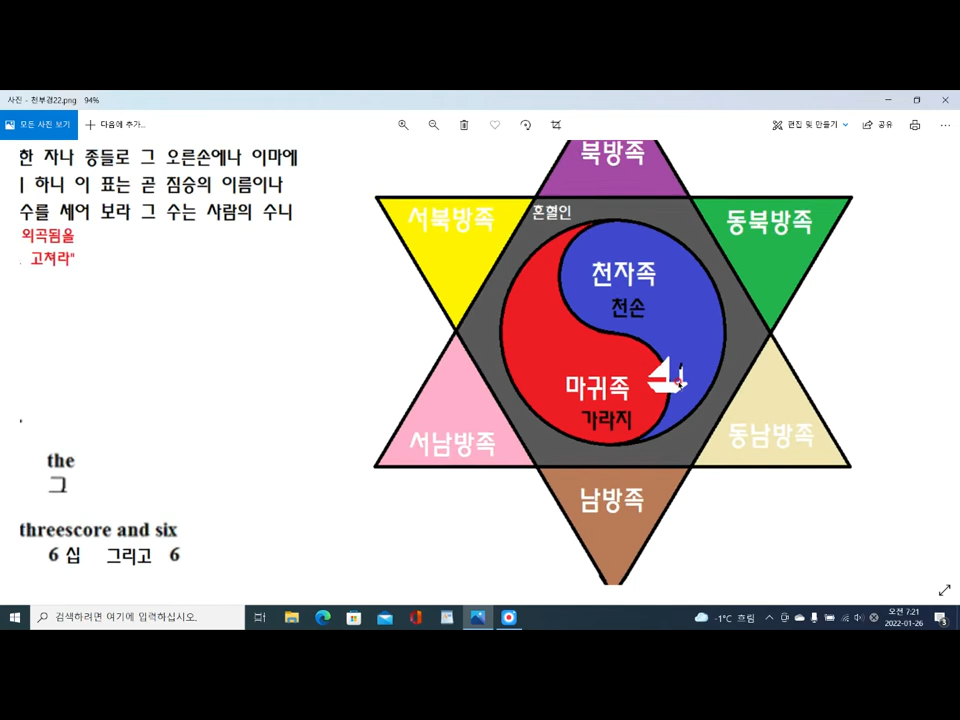 사진 - 천부경22.png 94%
모든 사진 보기
다음에 추가...
편집 및 만들기
공유
한 자나 종들로 그 오른손에나 이마에
하니 이 표는 곧 짐승의 이름이나
수를 세어 보라 그 수는 사람의 수니
외곡됨을
고쳐라"
북방족
서북방족
혼혈인
동북방족
천자족
천손
마귀족
가라지
서남방족
동남방족
남방족
the
그
threescore and six
6 십 그리고 6
검색하려면 여기에 입력하십시오.
-1°C 흐림
오전 7:21
2022-01-26
3